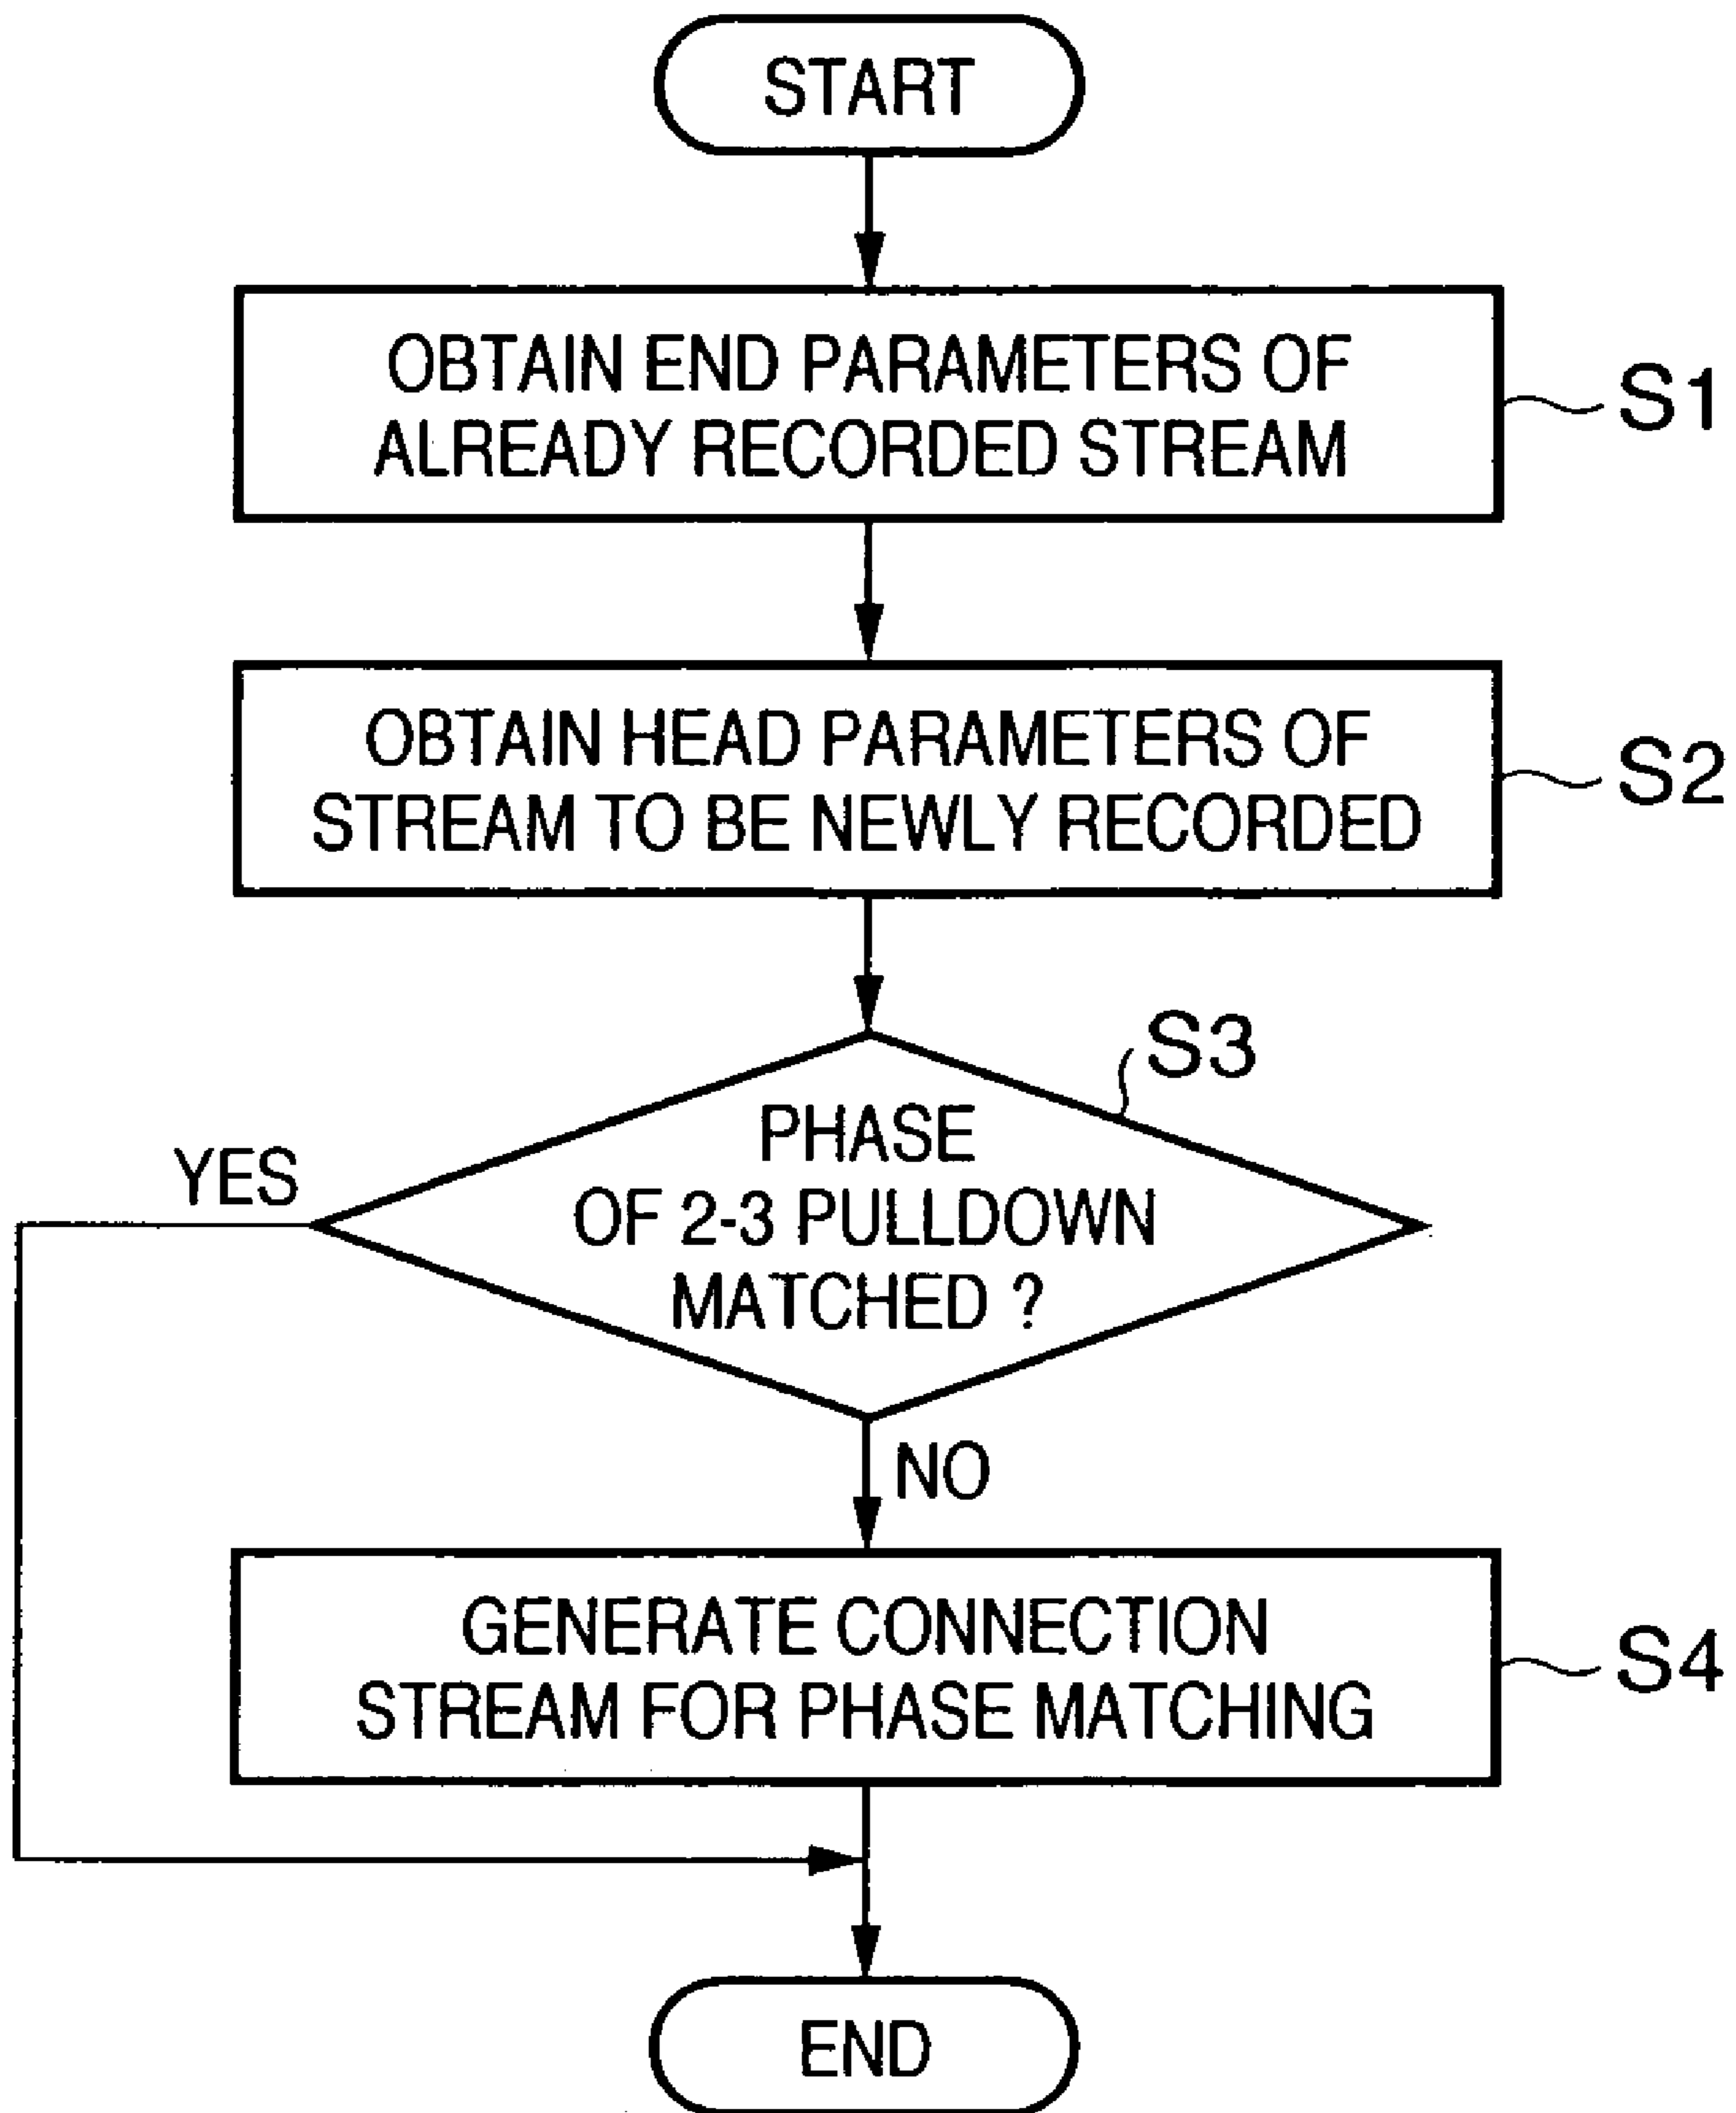 START
OBTAIN END PARAMETERS OF
ALREADY RECORDED STREAM
S1
OBTAIN HEAD PARAMETERS OF
STREAM TO BE NEWLY RECORDED
S2
S3
PHASE
OF 2-3 PULLDOWN
MATCHED ?
YES
NO
GENERATE CONNECTION
STREAM FOR PHASE MATCHING
S4
END